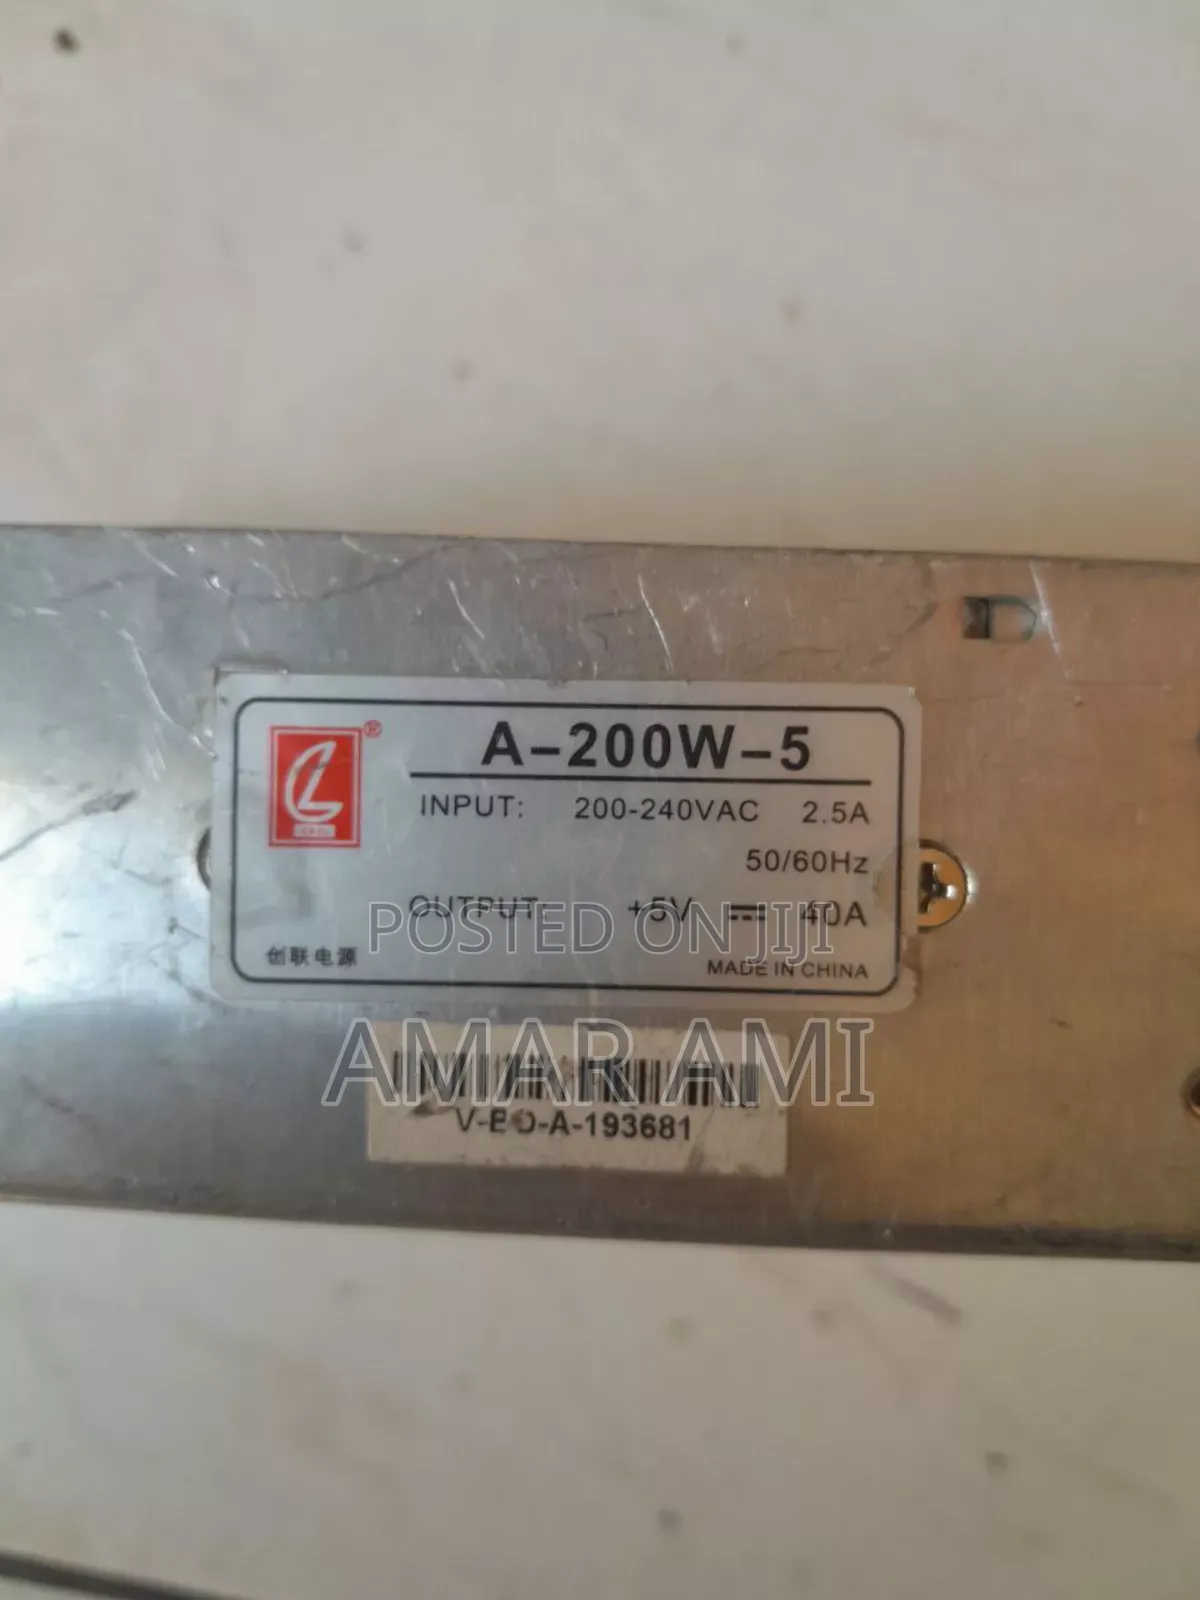 ®
A-200W-5
INPUT: 200-240VAC 2.5A
50/60Hz
OUTPUT: +5V ⎓ 40A
创联电源
MADE IN CHINA
POSTED ON JIJI
AMAR AMI
A-193681